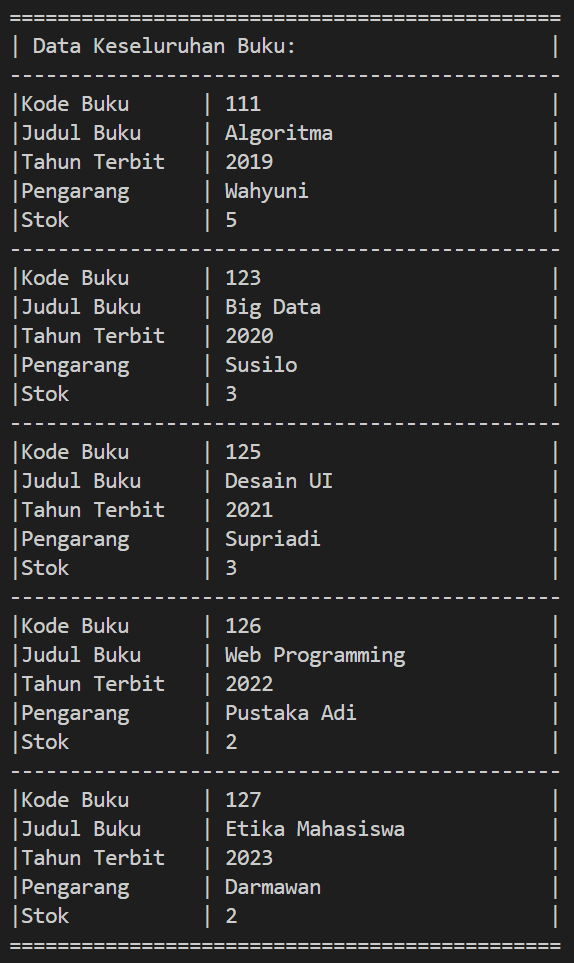 ==============================================
| Data Keseluruhan Buku:                     |
----------------------------------------------
|Kode Buku      | 111                        |
|Judul Buku     | Algoritma                  |
|Tahun Terbit   | 2019                       |
|Pengarang      | Wahyuni                    |
|Stok           | 5                          |
----------------------------------------------
|Kode Buku      | 123                        |
|Judul Buku     | Big Data                   |
|Tahun Terbit   | 2020                       |
|Pengarang      | Susilo                     |
|Stok           | 3                          |
----------------------------------------------
|Kode Buku      | 125                        |
|Judul Buku     | Desain UI                  |
|Tahun Terbit   | 2021                       |
|Pengarang      | Supriadi                   |
|Stok           | 3                          |
----------------------------------------------
|Kode Buku      | 126                        |
|Judul Buku     | Web Programming            |
|Tahun Terbit   | 2022                       |
|Pengarang      | Pustaka Adi                |
|Stok           | 2                          |
----------------------------------------------
|Kode Buku      | 127                        |
|Judul Buku     | Etika Mahasiswa            |
|Tahun Terbit   | 2023                       |
|Pengarang      | Darmawan                   |
|Stok           | 2                          |
==============================================